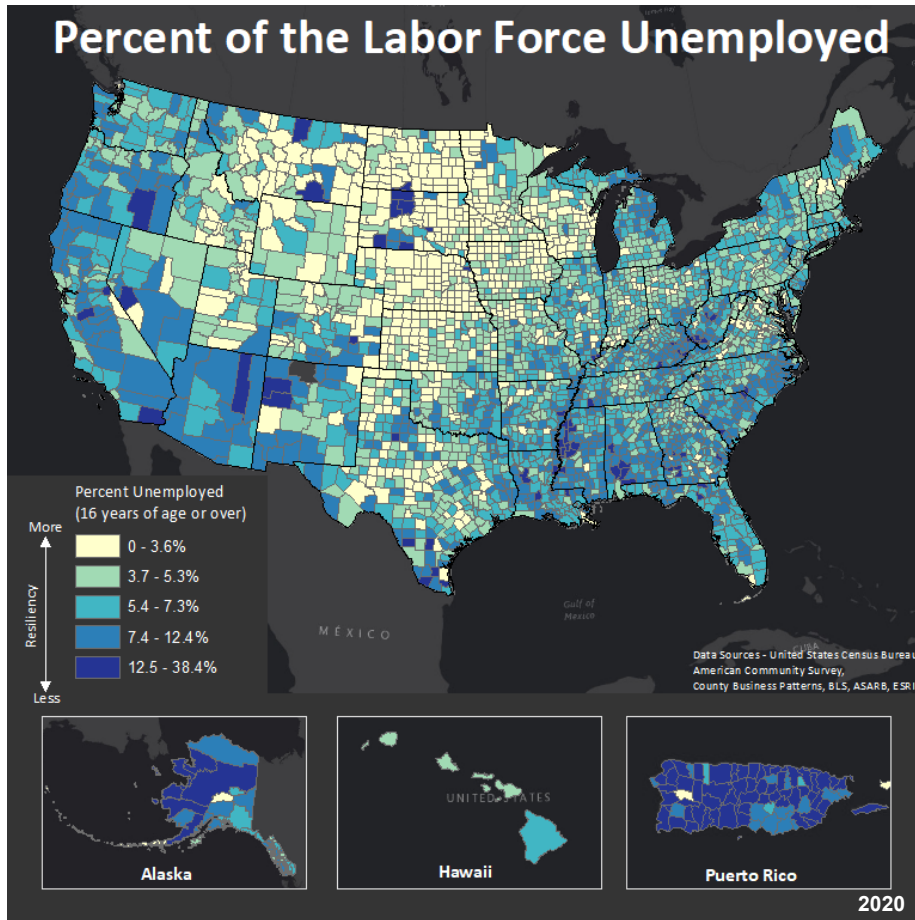 Percent of the Labor Force Unemployed
Percent Unemployed
(16 years of age or over)
More
Resiliency
Less
0 - 3.6%
3.7 - 5.3%
5.4 - 7.3%
7.4 - 12.4%
12.5 - 38.4%
MÉXICO
Gulf of
Mexico
CUBA
Data Sources - United States Census Bureau
American Community Survey,
County Business Patterns, BLS, ASARB, ESRI
Alaska
UNITED STATES
Hawaii
Puerto Rico
2020